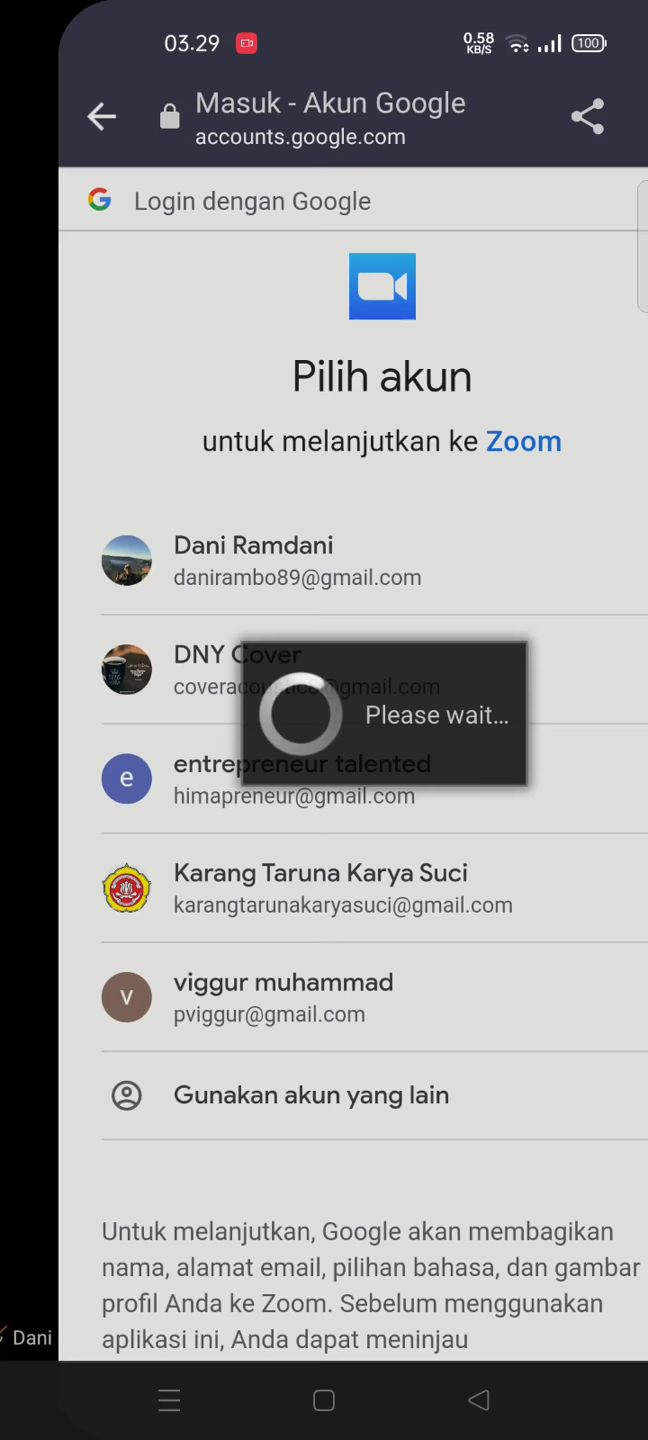 03.29
0.58
KB/S
100
Masuk - Akun Google
accounts.google.com
Login dengan Google
Pilih akun
untuk melanjutkan ke Zoom
Dani Ramdani
danirambo89@gmail.com
DNY Cover
coveracoustic8@gmail.com
Please wait...
entrepreneur talented
himapreneur@gmail.com
Karang Taruna Karya Suci
karangtarunakaryasuci@gmail.com
viggur muhammad
pviggur@gmail.com
Gunakan akun yang lain
Untuk melanjutkan, Google akan membagikan
nama, alamat email, pilihan bahasa, dan gambar
profil Anda ke Zoom. Sebelum menggunakan
aplikasi ini, Anda dapat meninjau
Dani